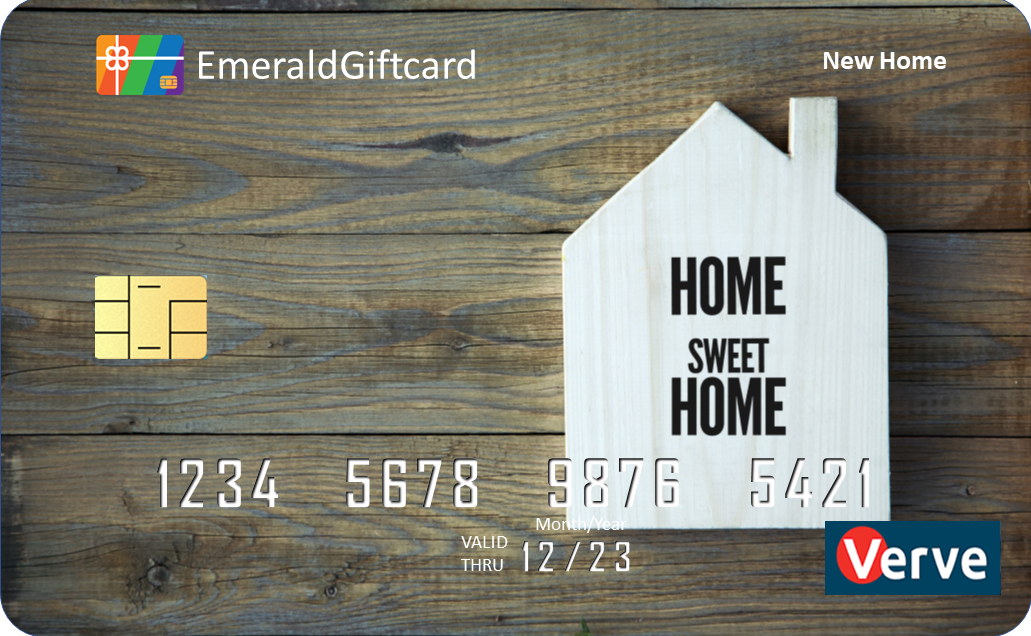 EmeraldGiftcard
New Home
HOME
SWEET
HOME
1234 5678 9876 5421
Month/Year
VALID
THRU
12/23
Verve